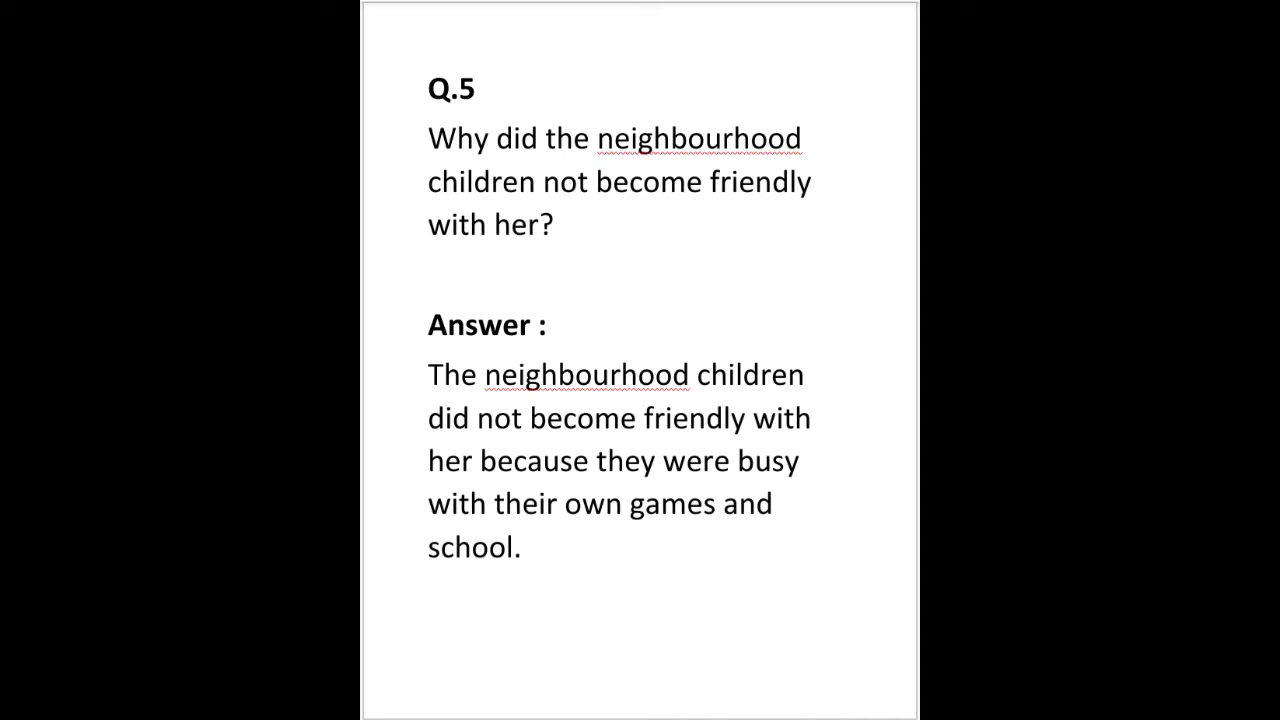 Q.5
Why did the neighbourhood
children not become friendly
with her?
Answer :
The neighbourhood children
did not become friendly with
her because they were busy
with their own games and
school.